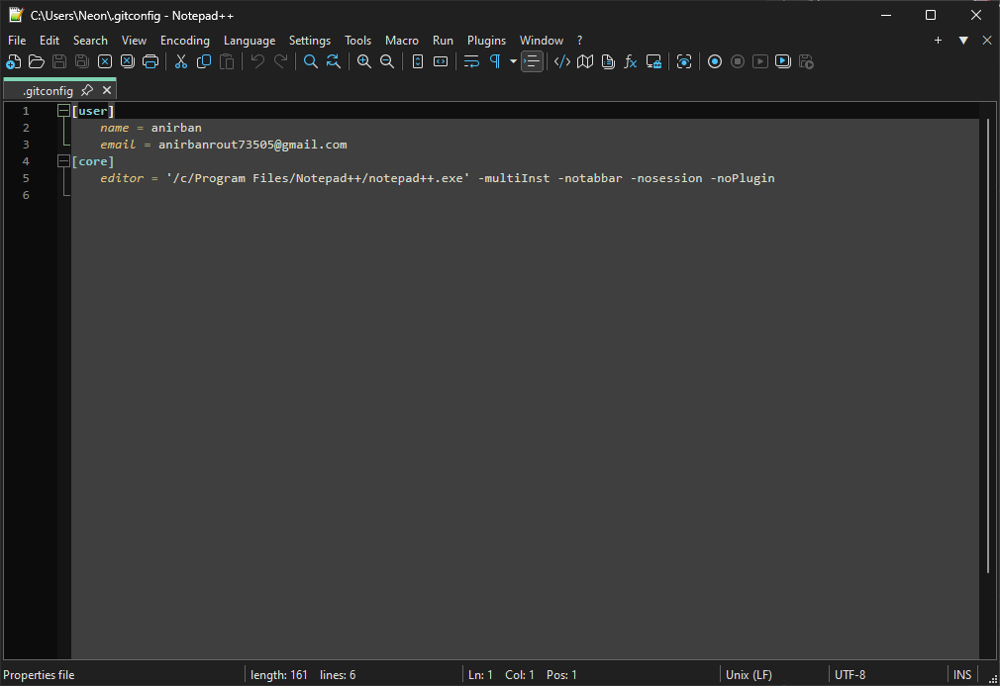 C:\Users\Neon\.gitconfig - Notepad++
File Edit Search View Encoding Language Settings Tools Macro Run Plugins Window ?
.gitconfig
1 [user]
2 name = anirban
3 email = anirbanrout73505@gmail.com
4 [core]
5 editor = '/c/Program Files/Notepad++/notepad++.exe' -multiInst -notabbar -nosession -noPlugin
6
Properties file length: 161 lines: 6 Ln: 1 Col: 1 Pos: 1 Unix (LF) UTF-8 INS